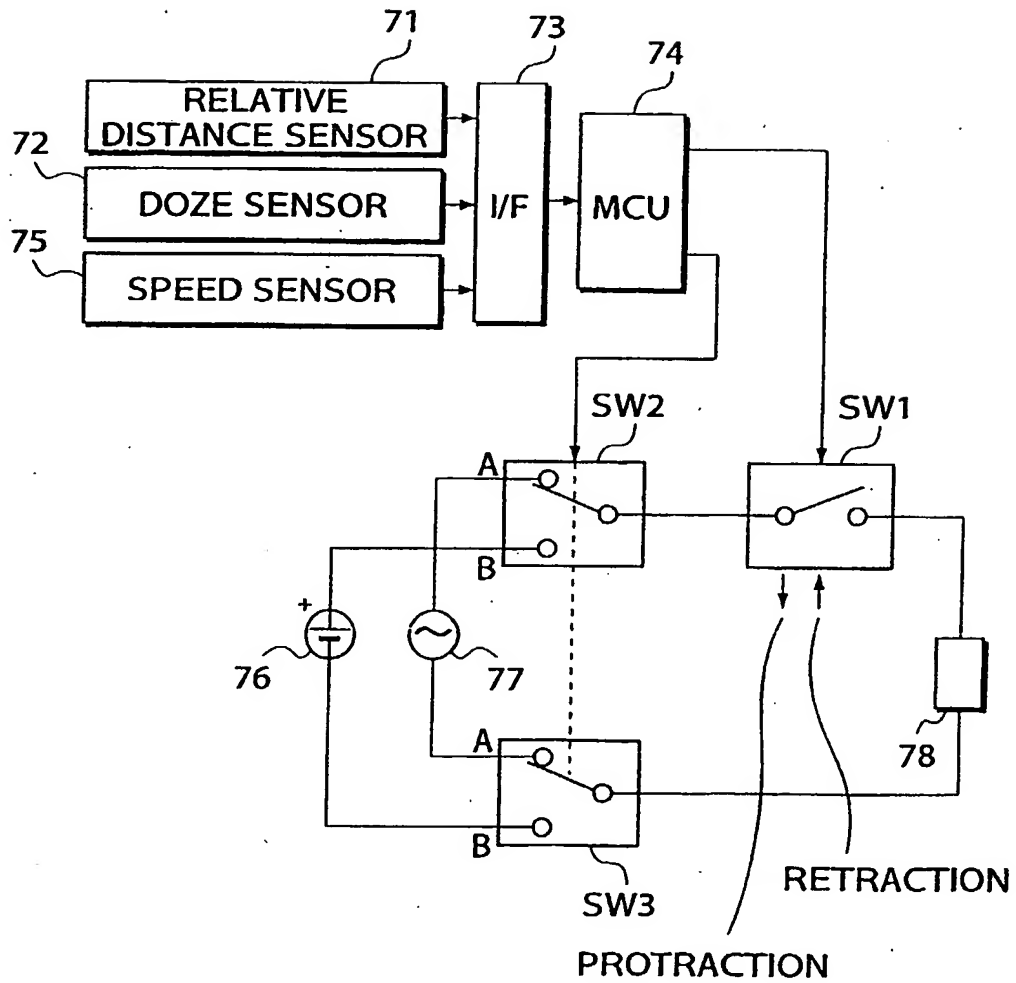 71
73
74
RELATIVE
DISTANCE SENSOR
72
DOZE SENSOR
I/F
MCU
75
SPEED SENSOR
SW2
SW1
A
B
+
76
77
A
78
B
SW3
RETRACTION
PROTRACTION